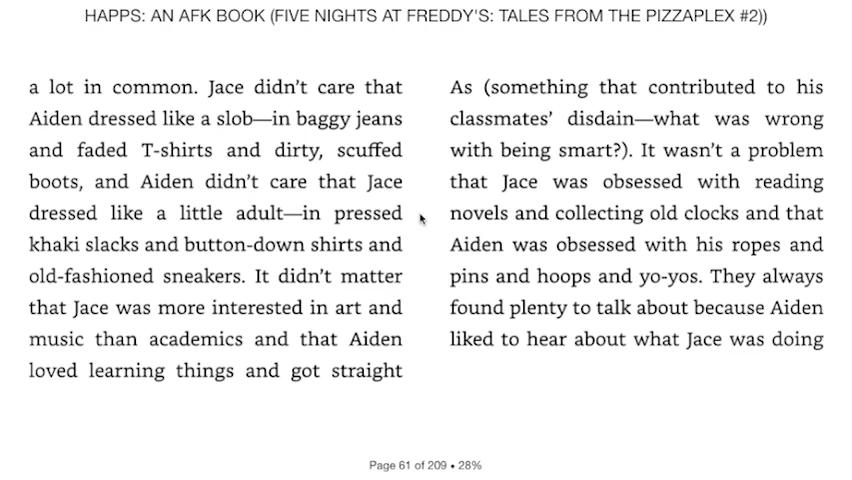 HAPPS: AN AFK BOOK (FIVE NIGHTS AT FREDDY'S: TALES FROM THE PIZZAPLEX #2))
a lot in common. Jace didn’t care that
Aiden dressed like a slob—in baggy jeans
and faded T-shirts and dirty, scuffed
boots, and Aiden didn’t care that Jace
dressed like a little adult—in pressed
khaki slacks and button-down shirts and
old-fashioned sneakers. It didn’t matter
that Jace was more interested in art and
music than academics and that Aiden
loved learning things and got straight
As (something that contributed to his
classmates’ disdain—what was wrong
with being smart?). It wasn’t a problem
that Jace was obsessed with reading
novels and collecting old clocks and that
Aiden was obsessed with his ropes and
pins and hoops and yo-yos. They always
found plenty to talk about because Aiden
liked to hear about what Jace was doing
Page 61 of 209 • 28%